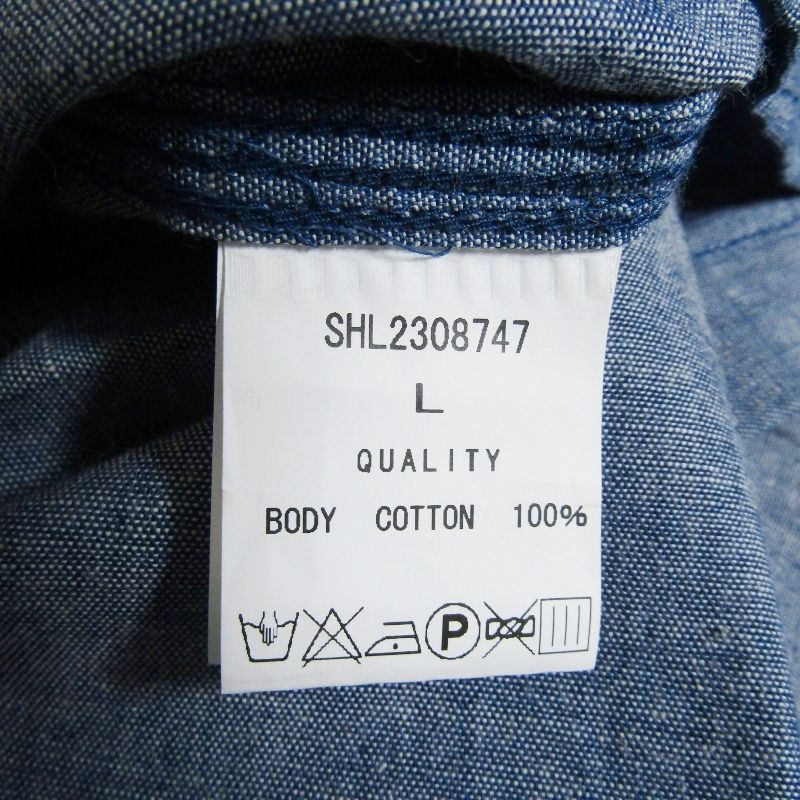 SHL2308747
L
QUALITY
BODY COTTON 100%
P